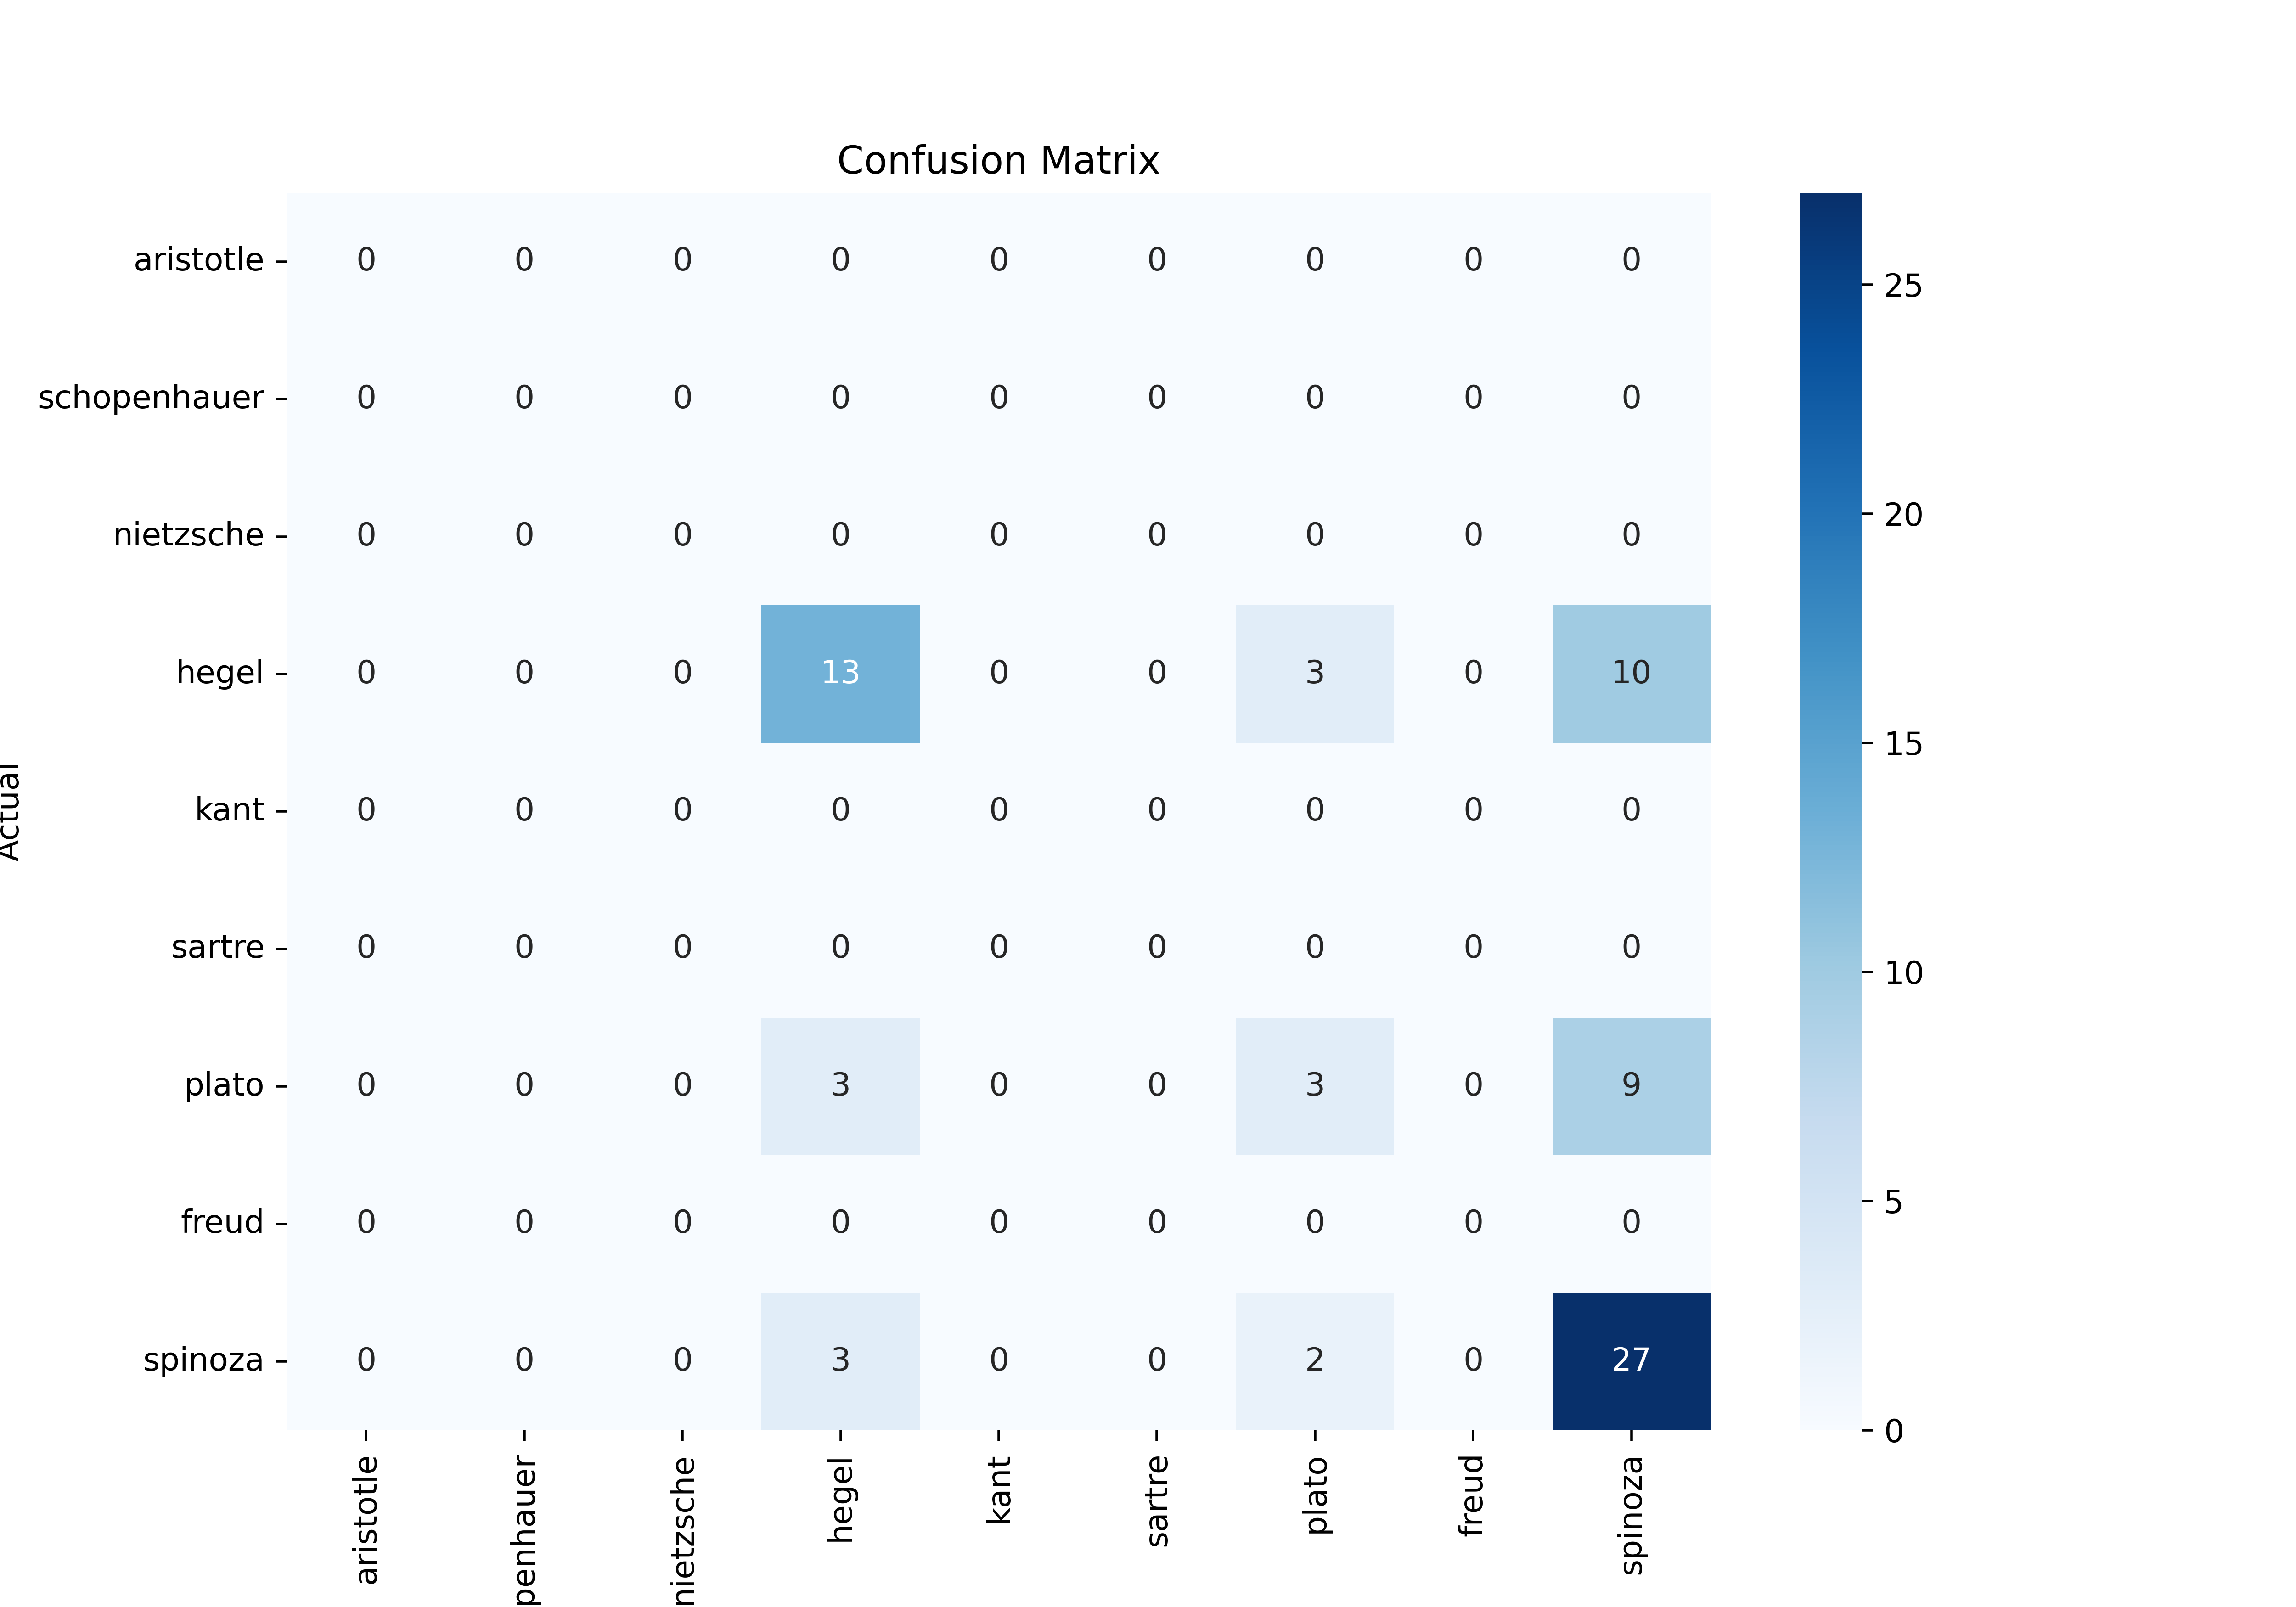 Confusion Matrix
aristotle 0 0 0 0 0 0 0 0 0
schopenhauer 0 0 0 0 0 0 0 0 0
nietzsche 0 0 0 0 0 0 0 0 0
hegel 0 0 0 13 0 0 3 0 10
kant 0 0 0 0 0 0 0 0 0
sartre 0 0 0 0 0 0 0 0 0
plato 0 0 0 3 0 0 3 0 9
freud 0 0 0 0 0 0 0 0 0
spinoza 0 0 0 3 0 0 2 0 27
Actual
aristotle penhauer nietzsche hegel kant sartre plato freud spinoza
25
20
15
10
5
0